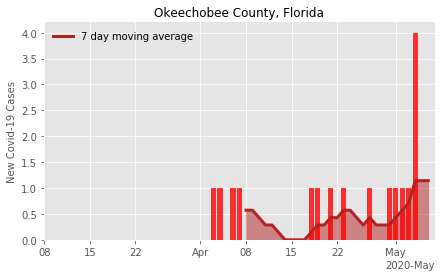 Okeechobee County, Florida
7 day moving average
New Covid-19 Cases
4.0
3.5
3.0
2.5
2.0
1.5
1.0
0.5
0.0
08 15 22 Apr 08 15 22 May
2020-May